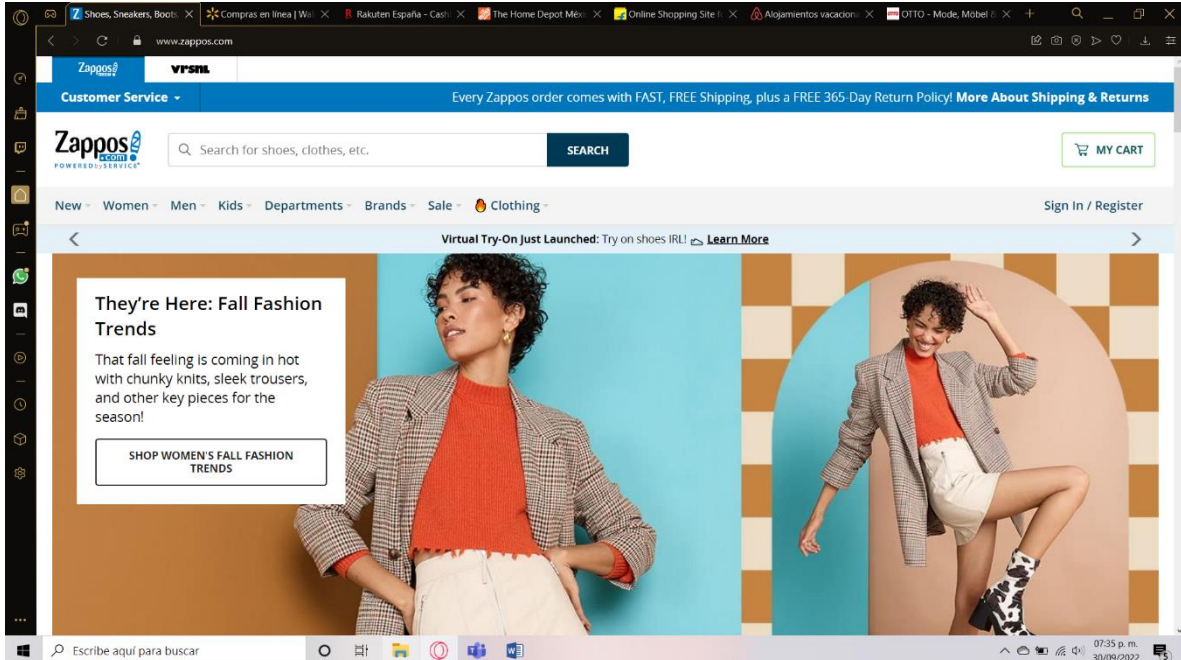 Shoes, Sneakers, Boots,
Compras en línea | Wal
Rakuten España - Cash
The Home Depot Méxi
Online Shopping Site f
Alojamientos vacacion
OTTO - Mode, Möbel &
www.zappos.com
Zappos
vrsnl
Customer Service
Every Zappos order comes with FAST, FREE Shipping, plus a FREE 365-Day Return Policy! More About Shipping & Returns
Zappos
.com
POWERED by SERVICE
Search for shoes, clothes, etc.
SEARCH
MY CART
New Women Men Kids Departments Brands Sale Clothing
Sign In / Register
Virtual Try-On Just Launched: Try on shoes IRL! Learn More
They're Here: Fall Fashion
Trends
That fall feeling is coming in hot
with chunky knits, sleek trousers,
and other key pieces for the
season!
SHOP WOMEN'S FALL FASHION
TRENDS
Escribe aquí para buscar
07:35 p. m.
30/09/2022
5